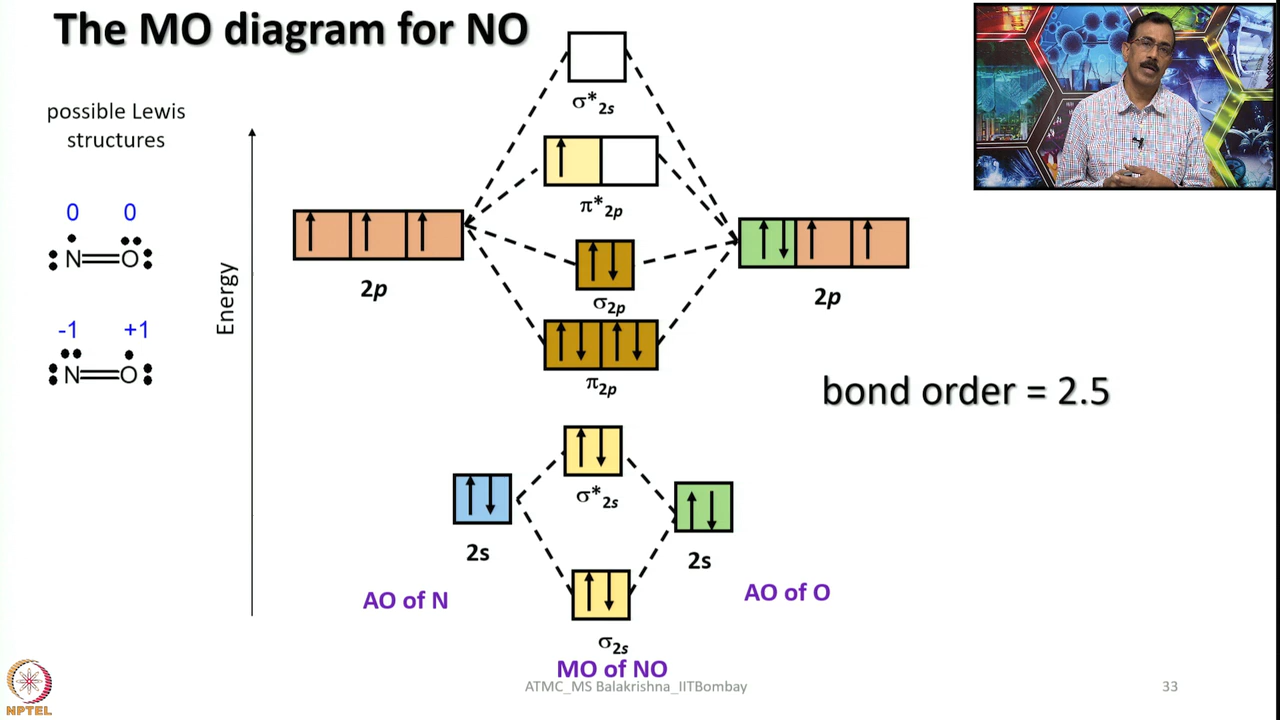 The MO diagram for NO
possible Lewis
structures
0 0
N O
-1 +1
N O
Energy
σ*2s
π*2p
2p
σ2p
2p
π2p
bond order = 2.5
σ*2s
2s
2s
AO of N
AO of O
σ2s
MO of NO
ATMC_MS Balakrishna_IITBombay
33
NPTEL